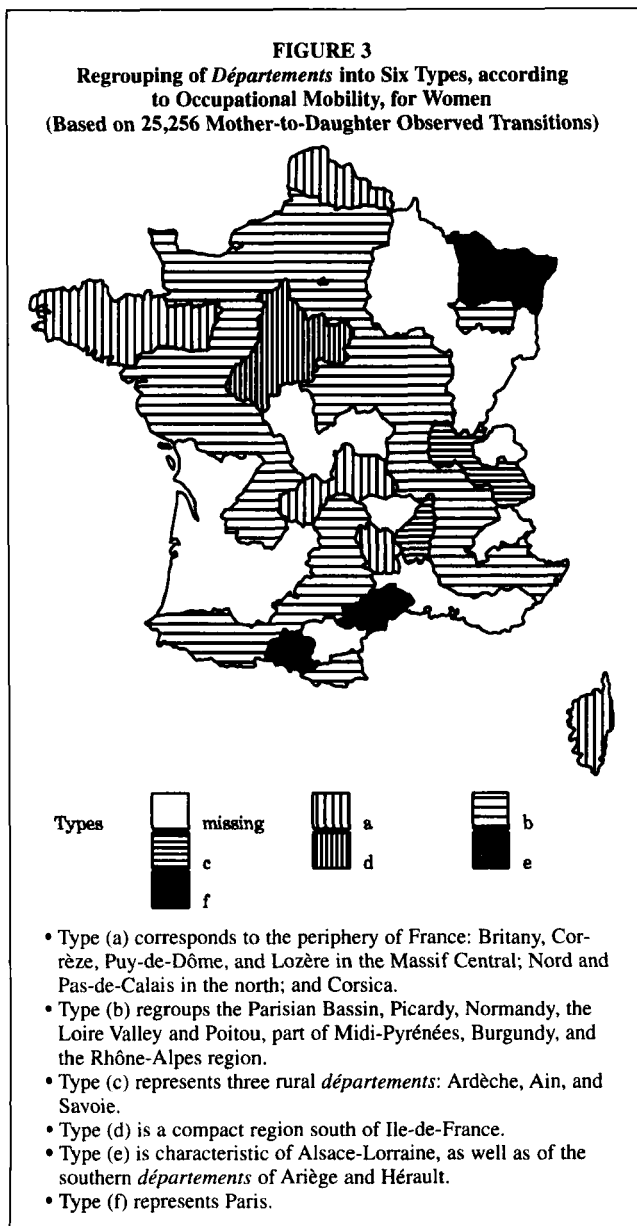 FIGURE 3
Regrouping of Départements into Six Types, according
to Occupational Mobility, for Women
(Based on 25,256 Mother-to-Daughter Observed Transitions)
Types missing a b
c d e
f
• Type (a) corresponds to the periphery of France: Britany, Cor-
rèze, Puy-de-Dôme, and Lozère in the Massif Central; Nord and
Pas-de-Calais in the north; and Corsica.
• Type (b) regroups the Parisian Bassin, Picardy, Normandy, the
Loire Valley and Poitou, part of Midi-Pyrénées, Burgundy, and
the Rhône-Alpes region.
• Type (c) represents three rural départements: Ardèche, Ain, and
Savoie.
• Type (d) is a compact region south of Ile-de-France.
• Type (e) is characteristic of Alsace-Lorraine, as well as of the
southern départements of Ariège and Hérault.
• Type (f) represents Paris.